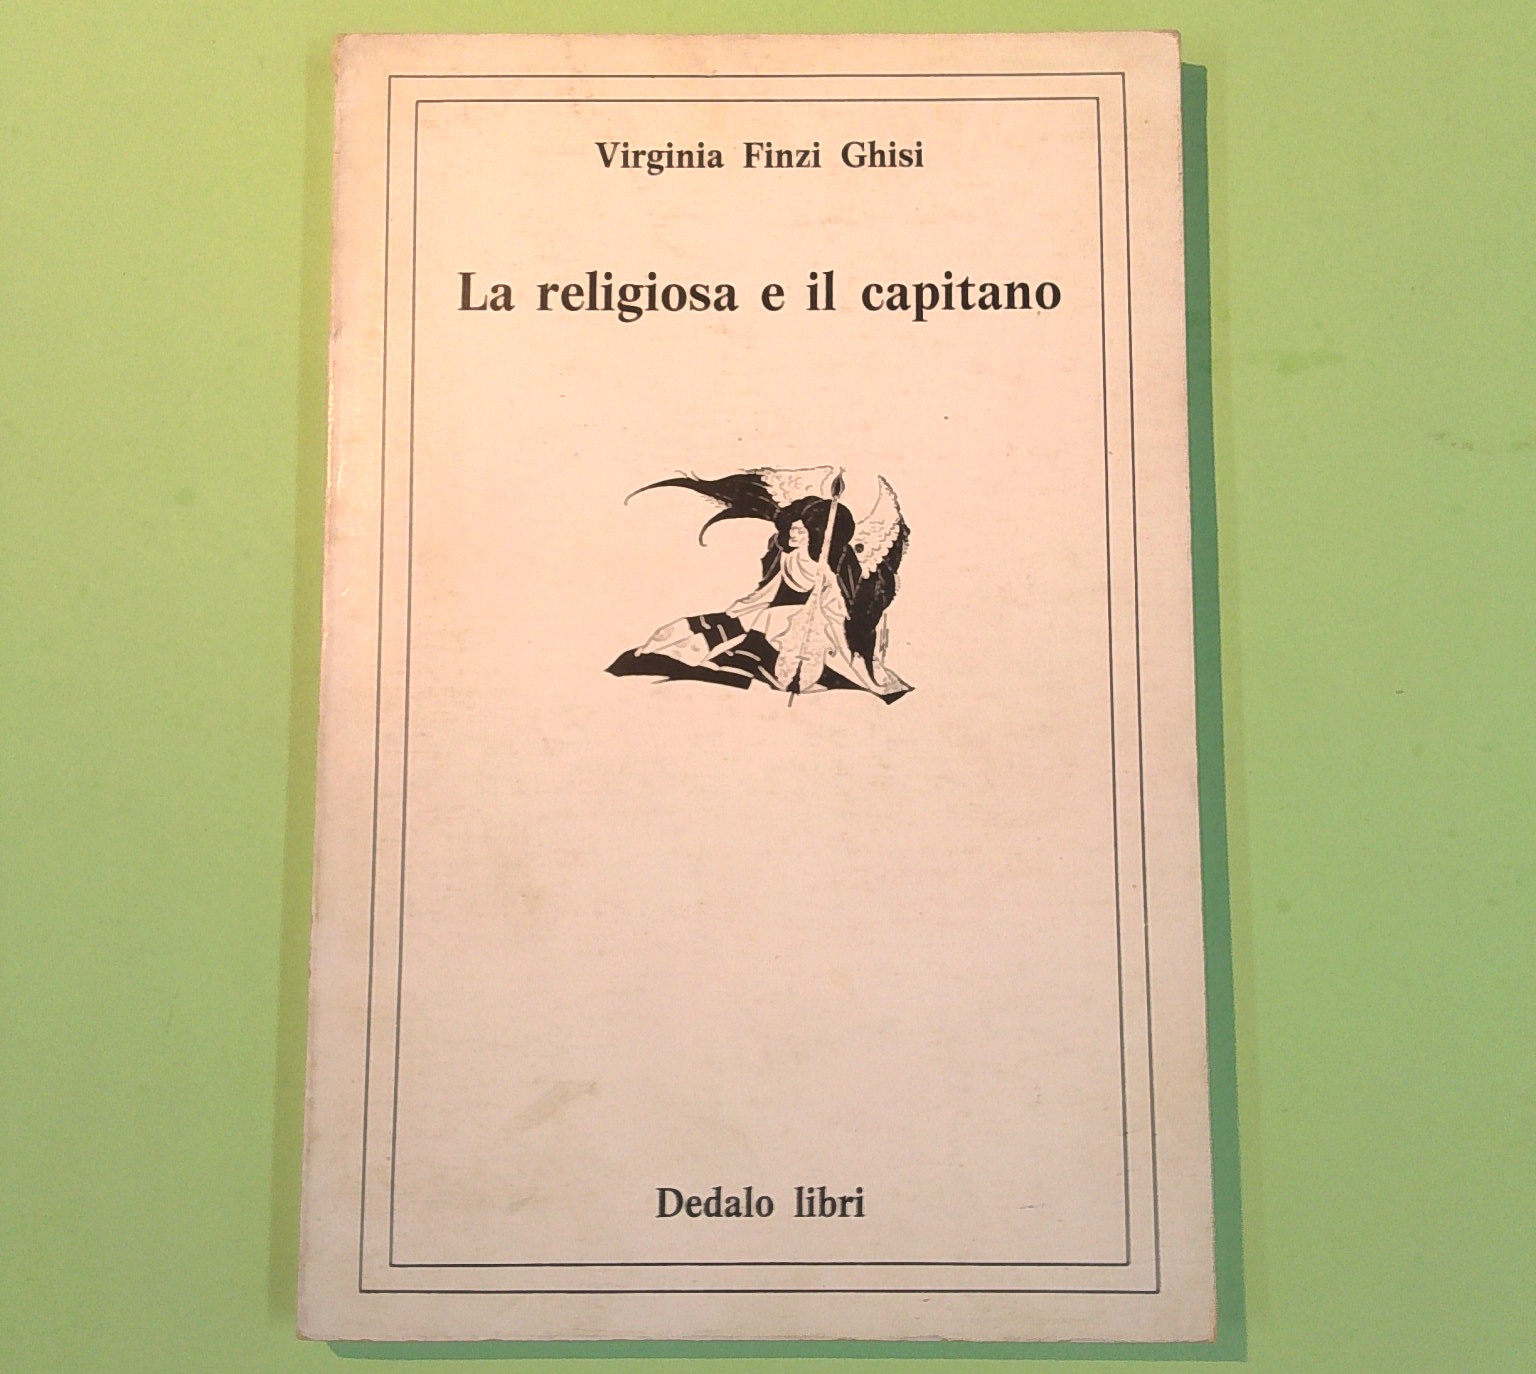 Virginia Finzi Ghisi
La religiosa e il capitano
Dedalo libri